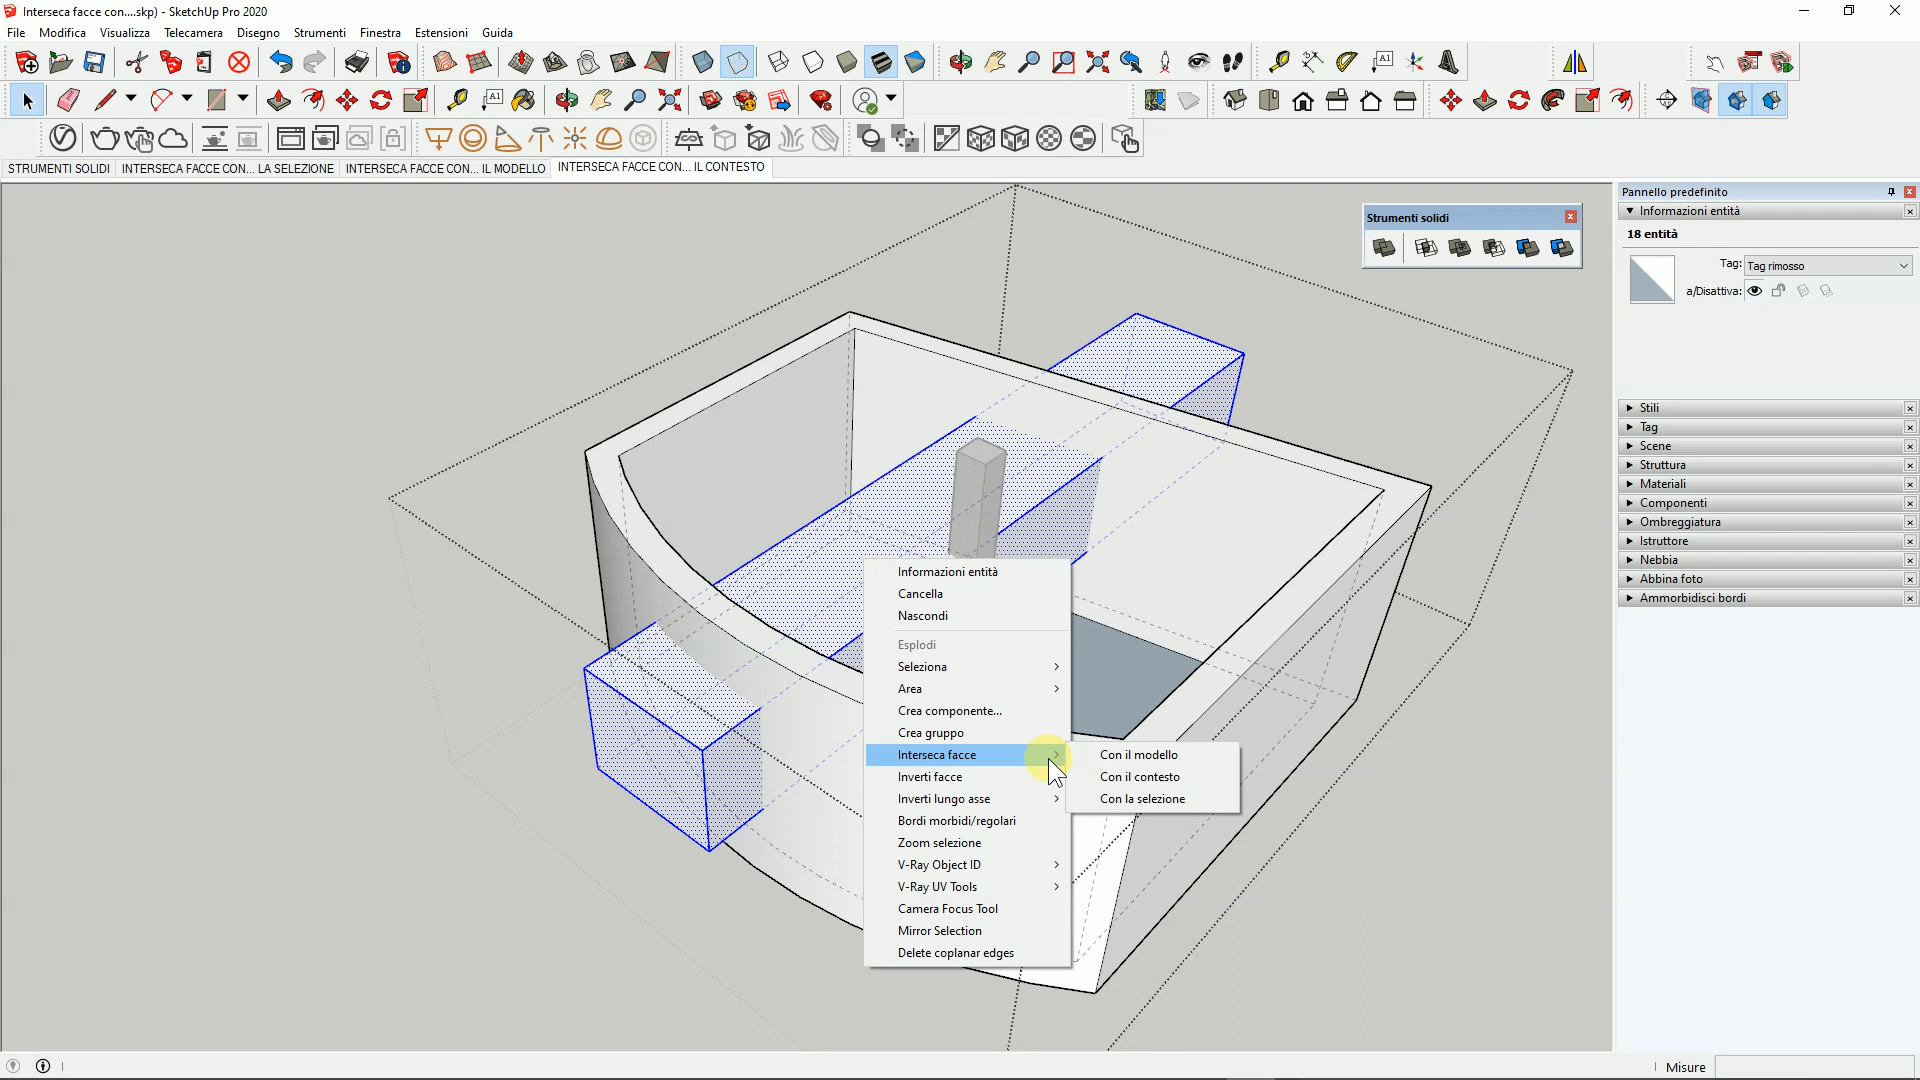 Interseca facce con....skp) - SketchUp Pro 2020
File Modifica Visualizza Telecamera Disegno Strumenti Finestra Estensioni Guida
A1
A1
STRUMENTI SOLIDI INTERSECA FACCE CON... LA SELEZIONE INTERSECA FACCE CON... IL MODELLO INTERSECA FACCE CON... IL CONTESTO
Strumenti solidi
Pannello predefinito
Informazioni entità
18 entità
Tag: Tag rimosso
a/Disattiva:
Stili
Tag
Scene
Struttura
Materiali
Componenti
Ombreggiatura
Istruttore
Nebbia
Abbina foto
Ammorbidisci bordi
Informazioni entità
Cancella
Nascondi
Esplodi
Seleziona
Area
Crea componente...
Crea gruppo
Interseca facce
Inverti facce
Inverti lungo asse
Bordi morbidi/regolari
Zoom selezione
V-Ray Object ID
V-Ray UV Tools
Camera Focus Tool
Mirror Selection
Delete coplanar edges
Con il modello
Con il contesto
Con la selezione
Misure